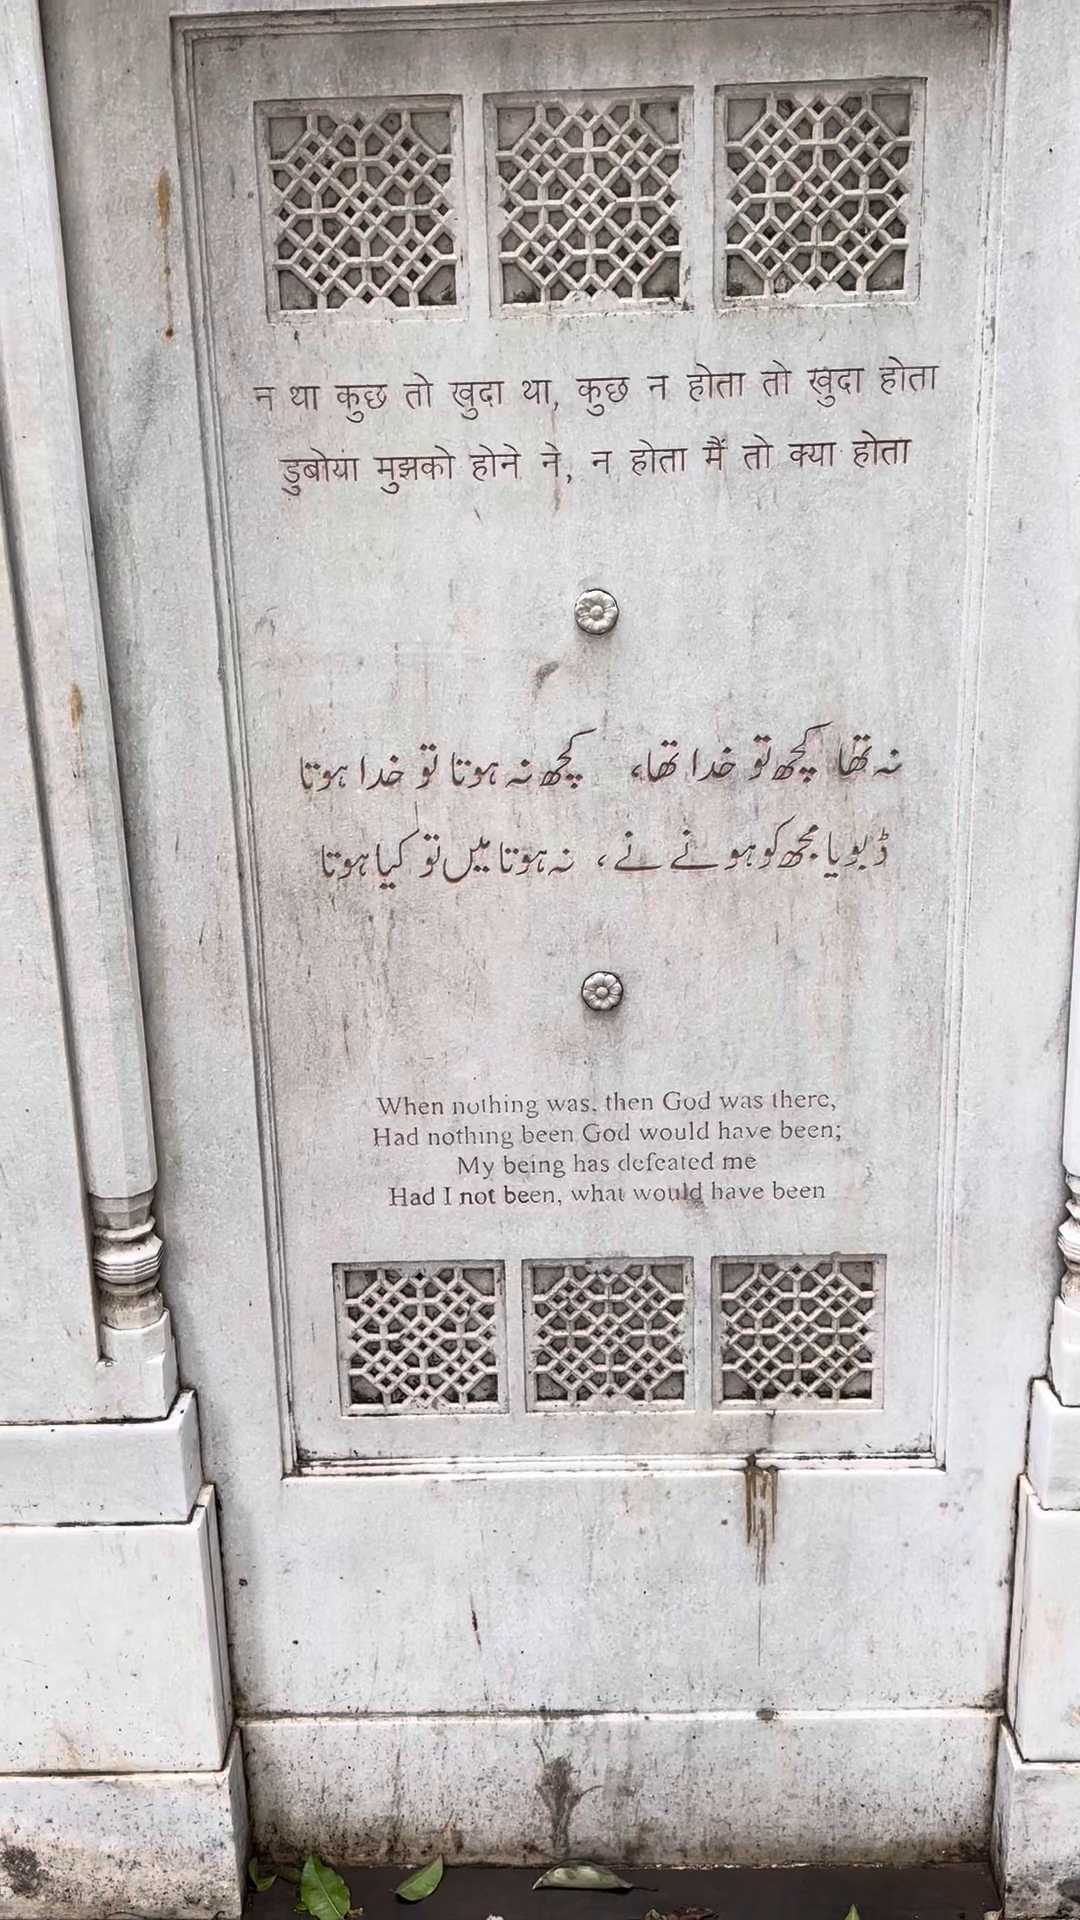 न था कुछ तो खुदा था, कुछ न होता तो खुदा होता
डुबोया मुझको होने ने, न होता मैं तो क्या होता
نہ تھا کچھ تو خدا تھا، کچھ نہ ہوتا تو خدا ہوتا
ڈبویا مجھ کو ہونے نے، نہ ہوتا میں تو کیا ہوتا
When nothing was, then God was there,
Had nothing been God would have been;
My being has defeated me
Had I not been, what would have been